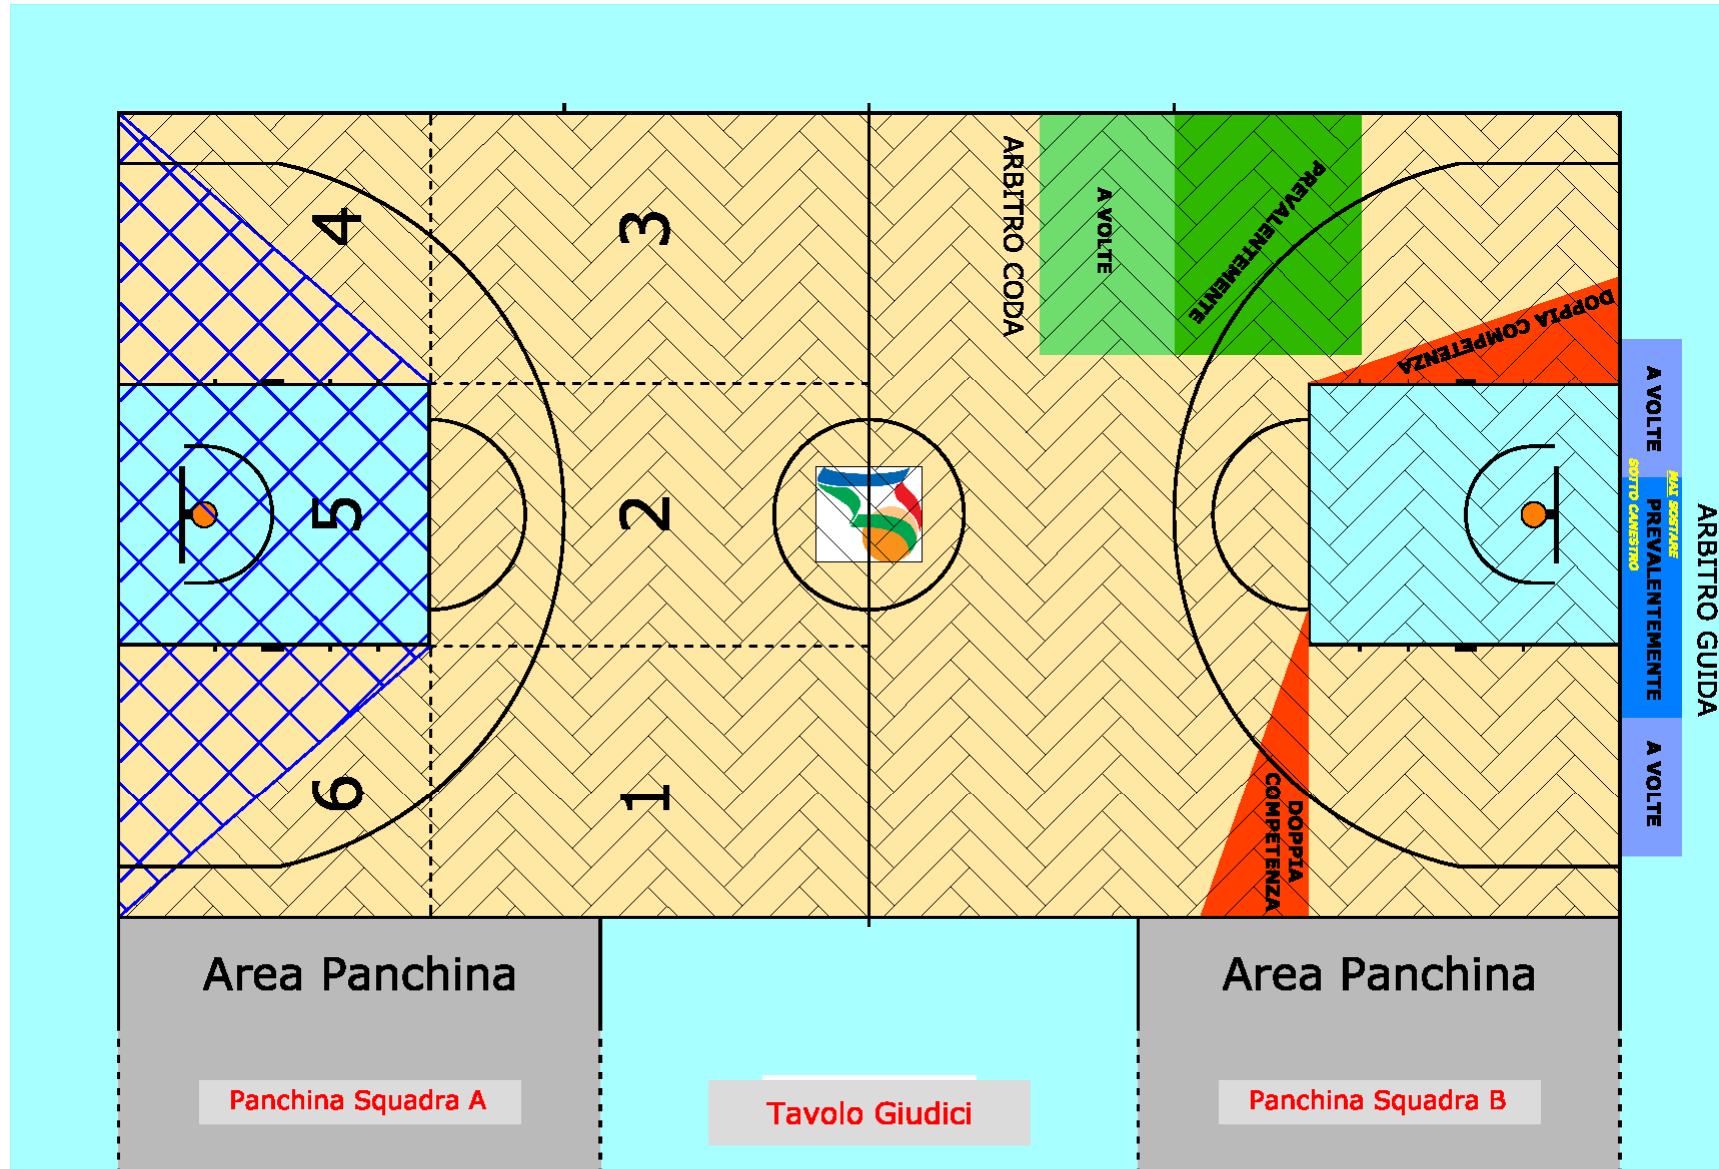 4
3
ARBITRO CODA
A VOLTE
PREVALENTEMENTE
DOPPIA COMPETENZA
A VOLTE
5
2
MAI SOSTARE
SOTTO CANESTRO
PREVALENTEMENTE
ARBITRO GUIDA
6
1
DOPPIA
COMPETENZA
A VOLTE
Area Panchina
Area Panchina
Panchina Squadra A
Tavolo Giudici
Panchina Squadra B